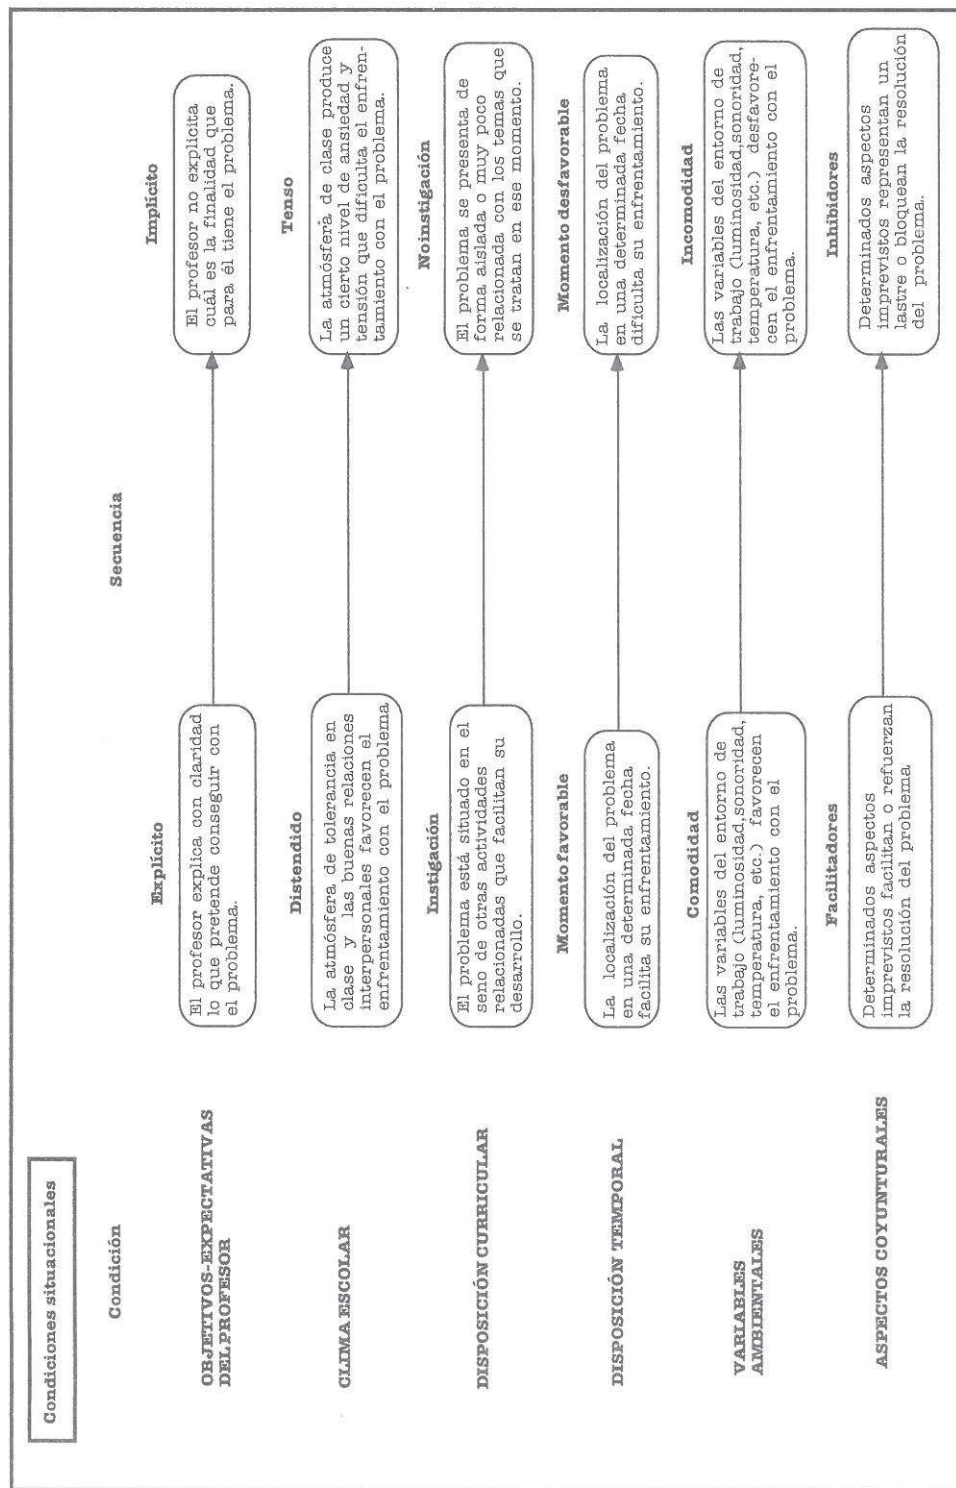 Condiciones situacionales
Condición
Secuencia
OBJETIVOS-EXPECTATIVAS
DEL PROFESOR
Explícito
El profesor explica con claridad
lo que pretende conseguir con
el problema.
Implícito
El profesor no explicita
cuál es la finalidad que
para él tiene el problema.
CLIMA ESCOLAR
Distendido
La atmósfera de tolerancia en
clase y las buenas relaciones
interpersonales favorecen el
enfrentamiento con el problema
Tenso
La atmósfera de clase produce
un cierto nivel de ansiedad y
tensión que dificulta el enfren-
tamiento con el problema.
DISPOSICIÓN CURRICULAR
Instigación
El problema está situado en el
seno de otras actividades
relacionadas que facilitan su
desarrollo.
No instigación
El problema se presenta de
forma aislada o muy poco
relacionada con los temas que
se tratan en ese momento.
DISPOSICIÓN TEMPORAL
Momento favorable
La localización del problema
en una determinada fecha
facilita su enfrentamiento.
Momento desfavorable
La localización del problema
en una determinada fecha
dificulta su enfrentamiento.
VARIABLES
AMBIENTALES
Comodidad
Las variables del entorno de
trabajo (luminosidad,sonoridad,
temperatura, etc.) favorecen
el enfrentamiento con el
problema.
Incomodidad
Las variables del entorno de
trabajo (luminosidad,sonoridad,
temperatura, etc.) desfavore-
cen el enfrentamiento con el
problema.
ASPECTOS COYUNTURALES
Facilitadores
Determinados aspectos
imprevistos facilitan o refuerzan
la resolución del problema
Inhibidores
Determinados aspectos
imprevistos representan un
lastre o bloquean la resolución
del problema.